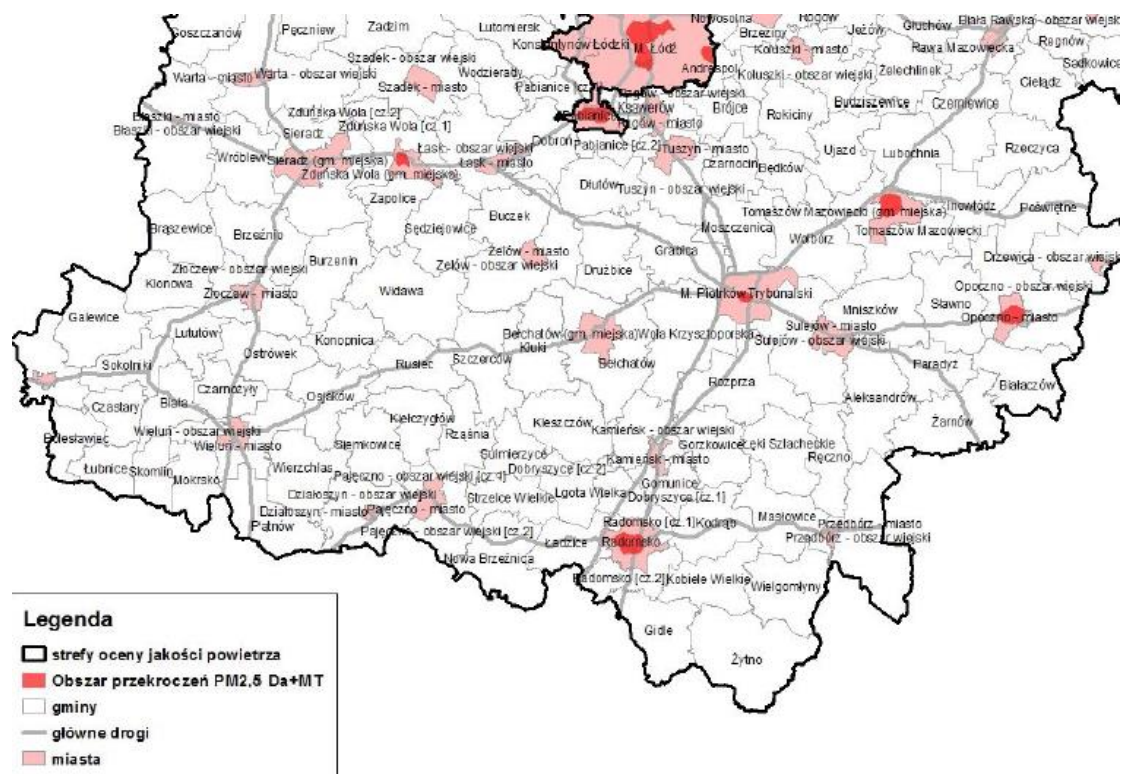 Pęczniew
Zadzim
Lutomiersk
Nowosolna
Rogów
Brzeziny
Jeżów
Głuchów
Biała Rawska - obszar wiejsk
Goszczanów
Konstantynów Łódzki
M. Łódź
Koluszki - miasto
Rawa Mazowiecka
Regnów
Szadek - obszar wiejski
Wodzierady
Andrespol
Koluszki - obszar wiejski
Żelechlinek
Sadkowice
Warta - miasto
Warta - obszar wiejski
Szadek - miasto
Pabianice [cz.
Ksawerów
Brójce
Rokiciny
Budziszewice
Czerniewice
Cielądz
Błaszki - miasto
Błaszki - obszar wiejski
Zduńska Wola [cz.2]
Zduńska Wola [cz.1]
Sieradz
Pabianice
Wróblew
Sieradz (gm. miejska)
Zduńska Wola (gm. miejska)
Łask - obszar wiejski
Łask - miasto
Dobroń
Pabianice [cz.2]
Tuszyn - miasto
Czarnocin
Będków
Ujazd
Lubochnia
Rzeczyca
Zapolice
Buczek
Dłutów
Tuszyn - obszar wiejski
Tomaszów Mazowiecki (gm. miejska)
Inowłódz
Poświętne
Brąszewice
Brzeźnio
Sędziejowice
Moszczenica
Wolbórz
Tomaszów Mazowiecki
Burzenin
Zelów - miasto
Zelów - obszar wiejski
Grabica
Drużbice
Drzewica - obszar wiejsk
Klonowa
Złoczew - obszar wiejski
Złoczew - miasto
Widawa
M. Piotrków Trybunalski
Opoczno - obszar wiejski
Galewice
Lututów
Konopnica
Bełchatów (gm. miejska)
Wola Krzysztoporska
Mniszków
Sławno
Opoczno - miasto
Sulejów - miasto
Sulejów - obszar wiejski
Sokolniki
Ostrówek
Rusiec
Szczerców
Kluki
Bełchatów
Rozprza
Paradyż
Białaczów
Czastary
Biała
Czarnożyły
Osjaków
Aleksandrów
Żarnów
Bolesławiec
Wieluń - obszar wiejski
Wieluń - miasto
Kiełczygłów
Rząśnia
Kleszczów
Kamieńsk - obszar wiejski
Gorzkowice
Łęki Szlacheckie
Siemkowice
Sulmierzyce
Kamieńsk - miasto
Ręczno
Łubnice
Skomlin
Mokrsko
Wierzchlas
Pajęczno - obszar wiejski [cz.1]
Dobryszyce [cz.2]
Gomunice
Działoszyn - obszar wiejski
Działoszyn - miasto
Pajęczno - miasto
Strzelce Wielkie
Lgota Wielka
Dobryszyce [cz.1]
Pątnów
Pajęczno - obszar wiejski [cz.2]
Ładzice
Radomsko [cz.1]
Kodrąb
Masłowice
Przedbórz - miasto
Przedbórz - obszar wiejski
Radomsko
Nowa Brzeźnica
Radomsko [cz.2]
Kobiele Wielkie
Wielgomłyny
Gidle
Żytno
Legenda
strefy oceny jakości powietrza
Obszar przekroczeń PM2,5 Da+MT
gminy
główne drogi
miasta